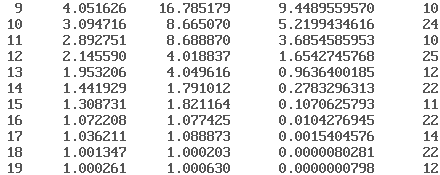 9 4.051626 16.785179 9.4489559570 10
10 3.094716 8.665070 5.2199434616 24
11 2.892751 8.688870 3.6854585953 10
12 2.145590 4.018837 1.6542745768 25
13 1.953206 4.049616 0.9636400185 12
14 1.441929 1.791012 0.2783296313 22
15 1.308731 1.821164 0.1070625793 11
16 1.072208 1.077425 0.0104276945 22
17 1.036211 1.088873 0.0015404576 14
18 1.001347 1.000203 0.0000080281 22
19 1.000261 1.000630 0.0000000798 12